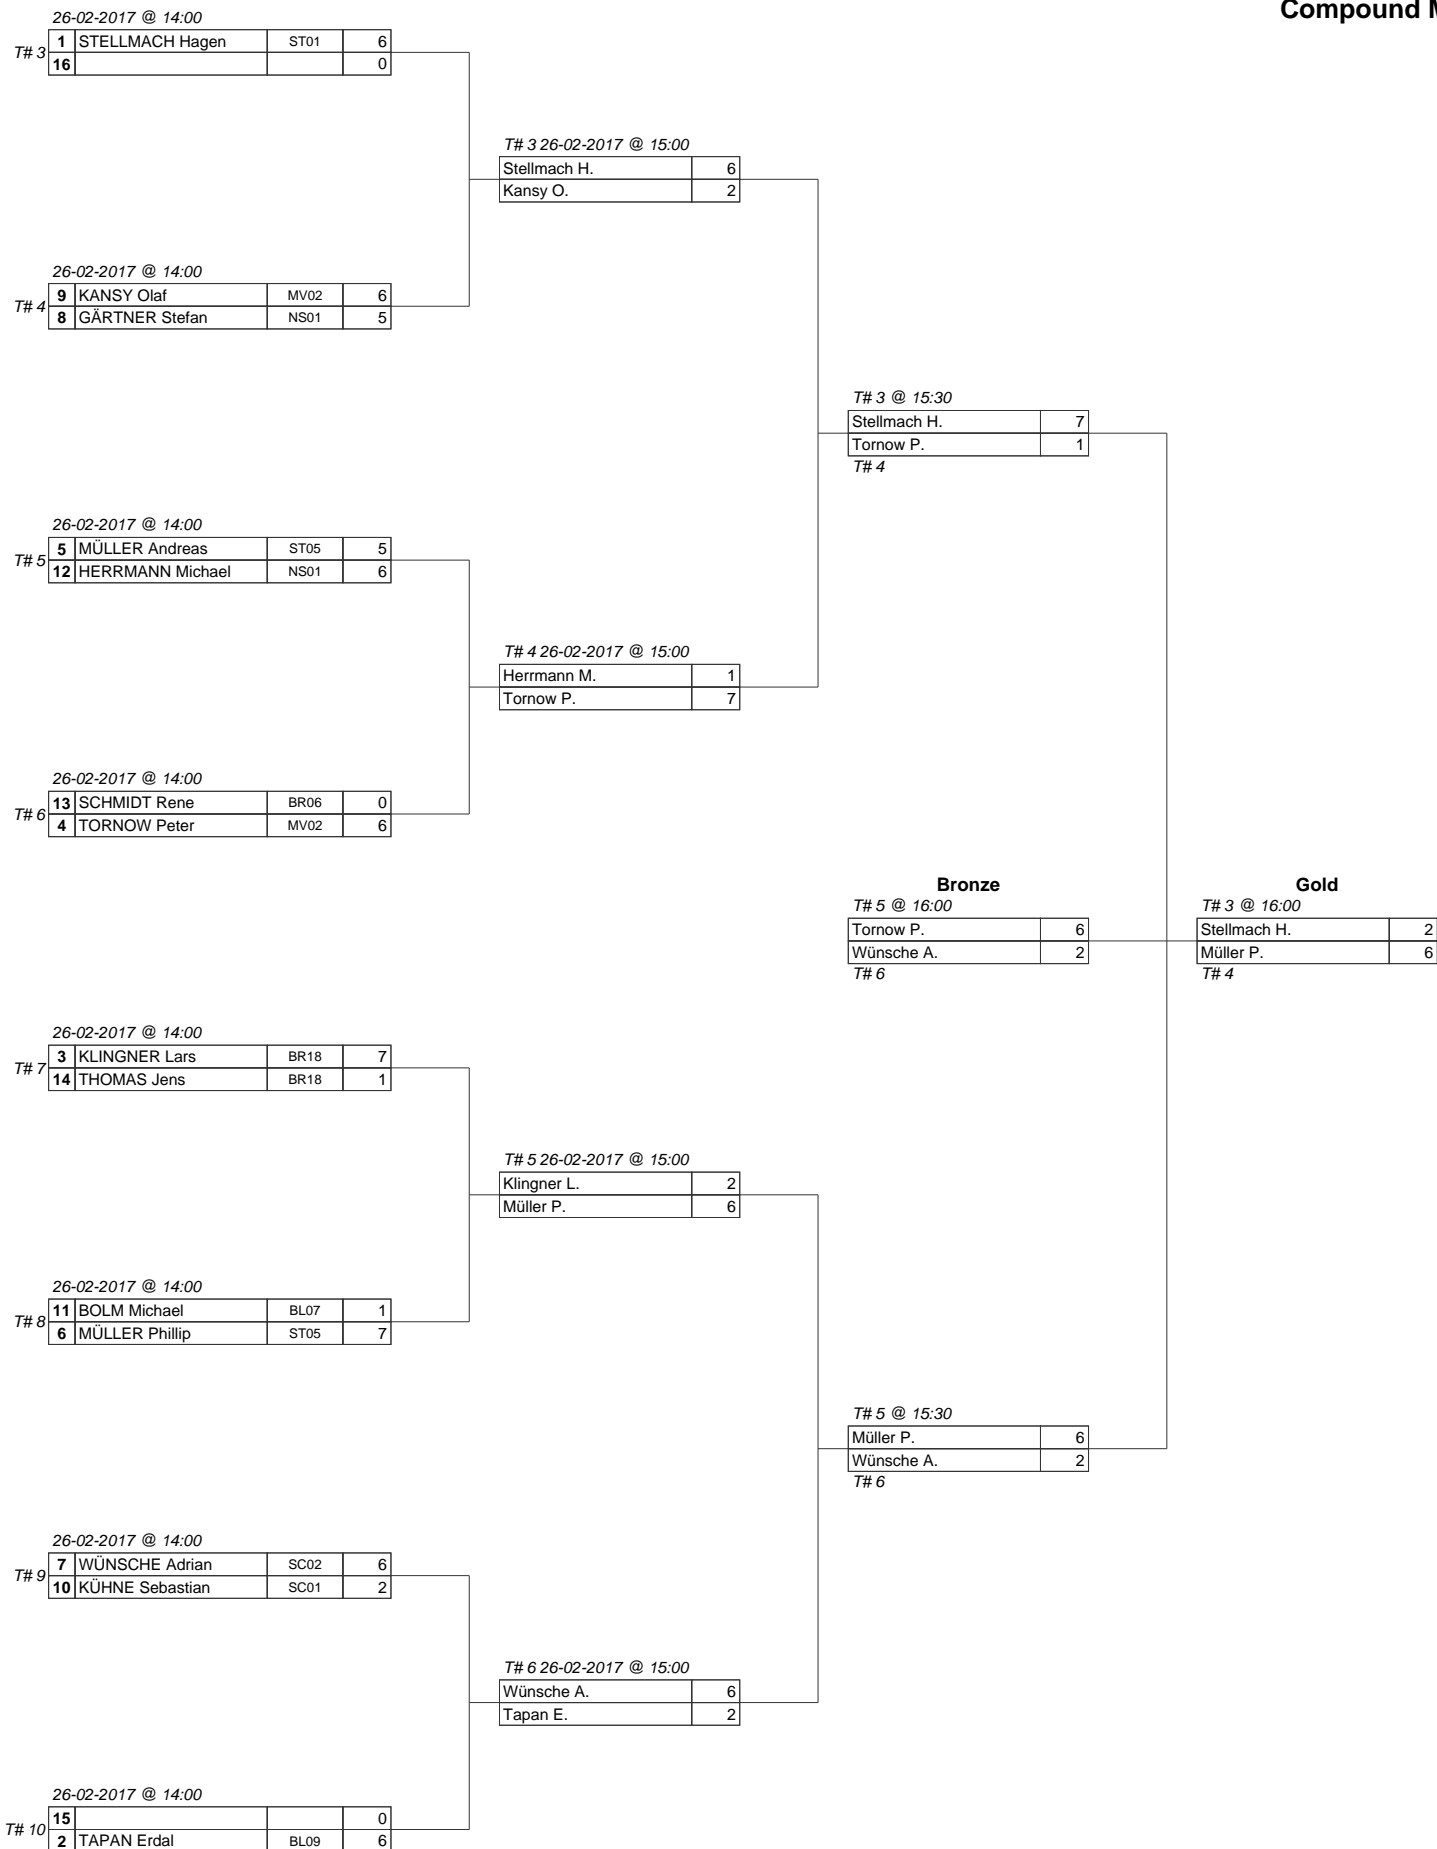 Compound M
26-02-2017 @ 14:00
T# 3
1 STELLMACH Hagen ST01 6
16 0
T# 3 26-02-2017 @ 15:00
Stellmach H. 6
Kansy O. 2
26-02-2017 @ 14:00
T# 4
9 KANSY Olaf MV02 6
8 GÄRTNER Stefan NS01 5
T# 3 @ 15:30
Stellmach H. 7
Tornow P. 1
T# 4
26-02-2017 @ 14:00
T# 5
5 MÜLLER Andreas ST05 5
12 HERRMANN Michael NS01 6
T# 4 26-02-2017 @ 15:00
Herrmann M. 1
Tornow P. 7
26-02-2017 @ 14:00
T# 6
13 SCHMIDT Rene BR06 0
4 TORNOW Peter MV02 6
Bronze
T# 5 @ 16:00
Tornow P. 6
Wünsche A. 2
T# 6
Gold
T# 3 @ 16:00
Stellmach H. 2
Müller P. 6
T# 4
26-02-2017 @ 14:00
T# 7
3 KLINGNER Lars BR18 7
14 THOMAS Jens BR18 1
T# 5 26-02-2017 @ 15:00
Klingner L. 2
Müller P. 6
26-02-2017 @ 14:00
T# 8
11 BOLM Michael BL07 1
6 MÜLLER Phillip ST05 7
T# 5 @ 15:30
Müller P. 6
Wünsche A. 2
T# 6
26-02-2017 @ 14:00
T# 9
7 WÜNSCHE Adrian SC02 6
10 KÜHNE Sebastian SC01 2
T# 6 26-02-2017 @ 15:00
Wünsche A. 6
Tapan E. 2
26-02-2017 @ 14:00
T# 10
15 0
2 TAPAN Erdal BL09 6